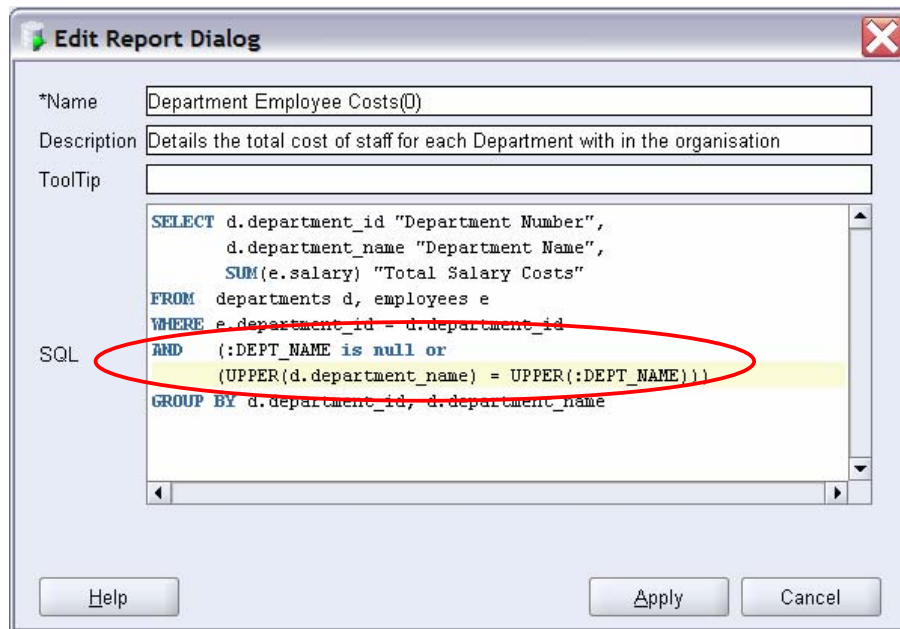 Edit Report Dialog
*Name Department Employee Costs(0)
Description Details the total cost of staff for each Department with in the organisation
ToolTip
SQL
SELECT d.department_id "Department Number",
d.department_name "Department Name",
SUM(e.salary) "Total Salary Costs"
FROM departments d, employees e
WHERE e.department_id = d.department_id
AND (:DEPT_NAME is null or
(UPPER(d.department_name) = UPPER(:DEPT_NAME)))
GROUP BY d.department_id, d.department_name
Help Apply Cancel